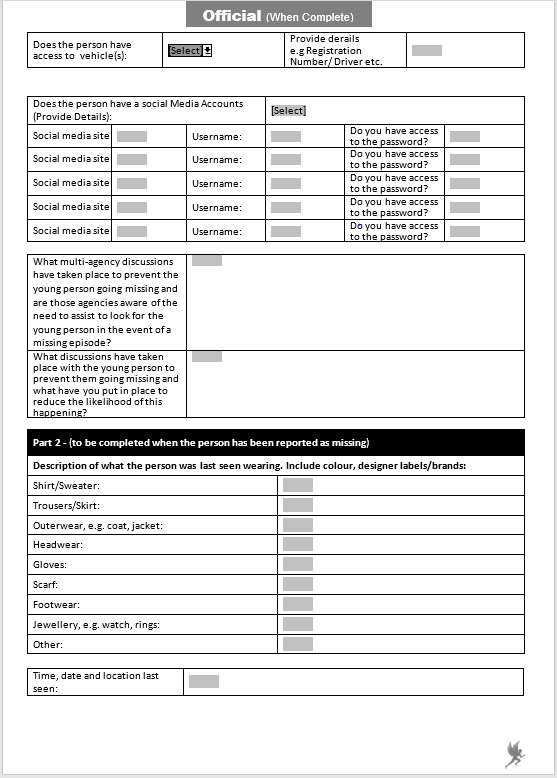 Official (When Complete)
Does the person have access to vehicle(s):
[Select]
Provide derails e.g Registration Number/ Driver etc.
Does the person have a social Media Accounts (Provide Details):
[Select]
Social media site Username: Do you have access to the password?
Social media site Username: Do you have access to the password?
Social media site Username: Do you have access to the password?
Social media site Username: Do you have access to the password?
Social media site Username: Do you have access to the password?
What multi-agency discussions
have taken place to prevent the
young person going missing and
are those agencies aware of the
need to assist to look for the
young person in the event of a
missing episode?
What discussions have taken
place with the young person to
prevent them going missing and
what have you put in place to
reduce the likelihood of this
happening?
Part 2 - (to be completed when the person has been reported as missing)
Description of what the person was last seen wearing. Include colour, designer labels/brands:
Shirt/Sweater:
Trousers/Skirt:
Outerwear, e.g. coat, jacket:
Headwear:
Gloves:
Scarf:
Footwear:
Jewellery, e.g. watch, rings:
Other:
Time, date and location last
seen: